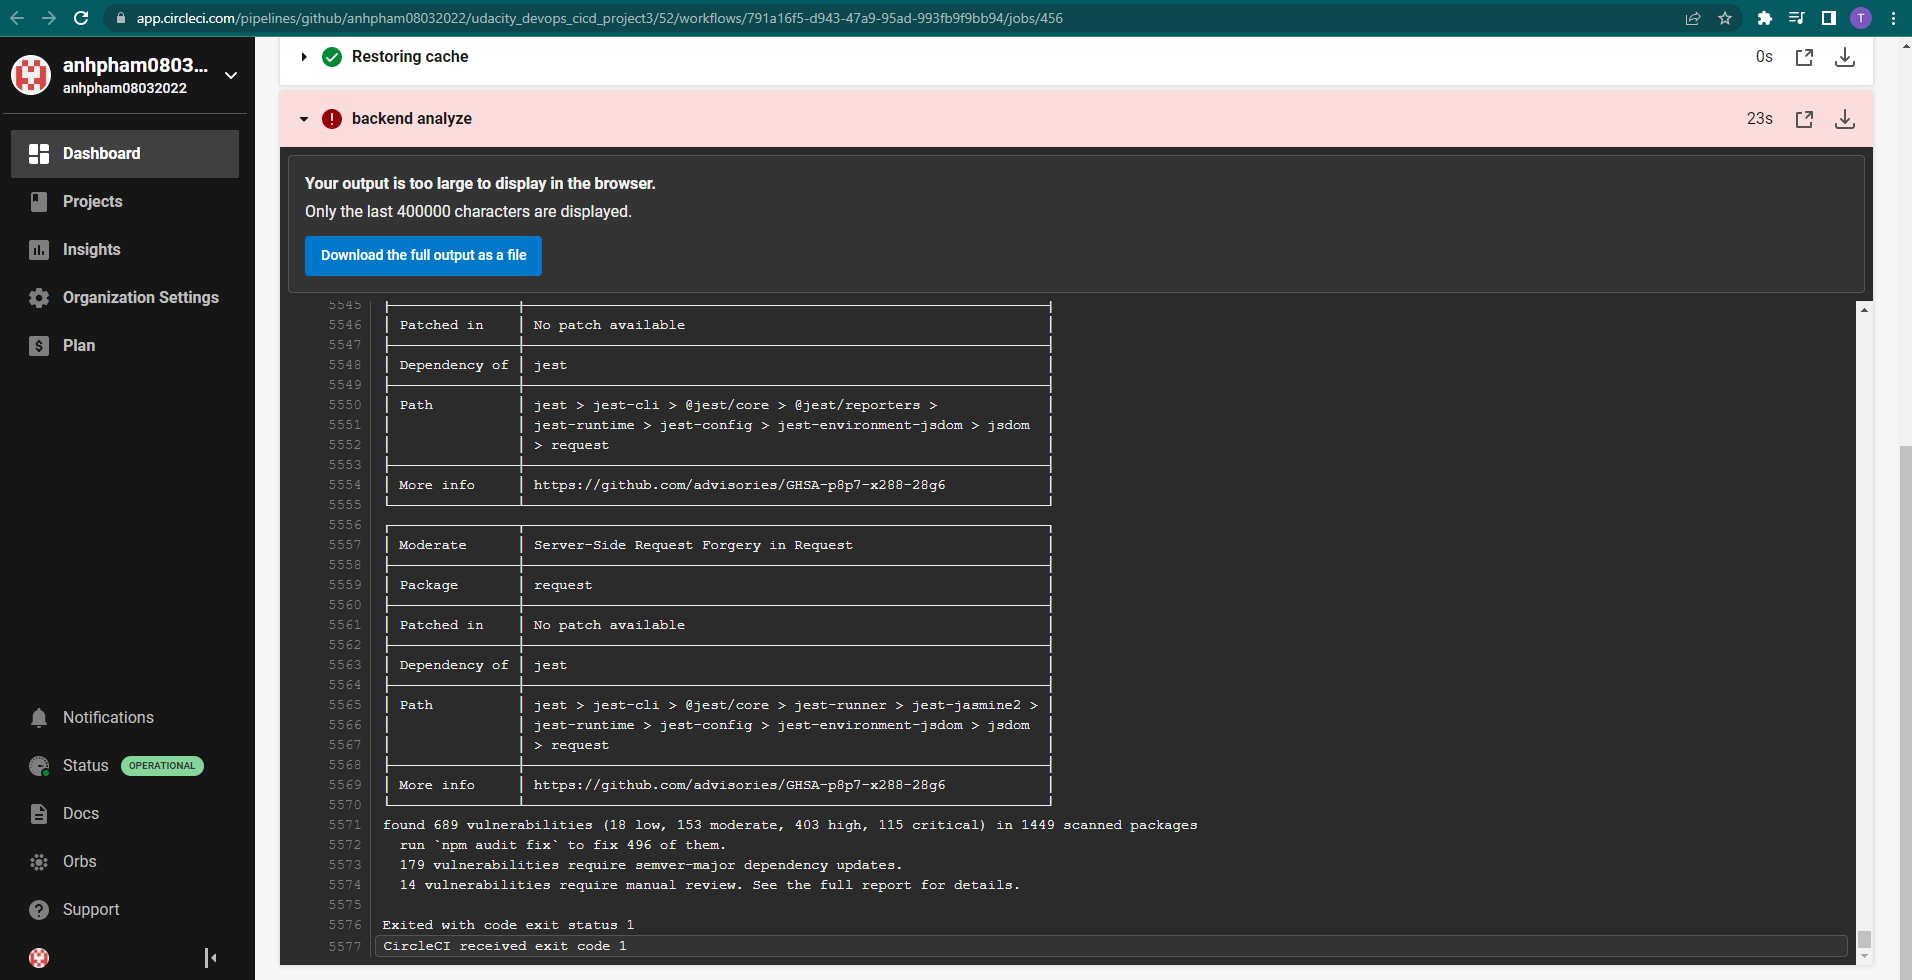 app.circleci.com/pipelines/github/anhpham08032022/udacity_devops_cicd_project3/52/workflows/791a16f5-d943-47a9-95ad-993fb9f9bb94/jobs/456
T
anhpham0803...
anhpham08032022
Dashboard
Projects
Insights
Organization Settings
$ Plan
Notifications
Status OPERATIONAL
Docs
Orbs
? Support
Restoring cache 0s
! backend analyze 23s
Your output is too large to display in the browser.
Only the last 400000 characters are displayed.
Download the full output as a file
5545
5546 Patched in No patch available
5547
5548 Dependency of jest
5549
5550 Path jest > jest-cli > @jest/core > @jest/reporters >
5551 jest-runtime > jest-config > jest-environment-jsdom > jsdom
5552 > request
5553
5554 More info https://github.com/advisories/GHSA-p8p7-x288-28g6
5555
5556
5557 Moderate Server-Side Request Forgery in Request
5558
5559 Package request
5560
5561 Patched in No patch available
5562
5563 Dependency of jest
5564
5565 Path jest > jest-cli > @jest/core > jest-runner > jest-jasmine2 >
5566 jest-runtime > jest-config > jest-environment-jsdom > jsdom
5567 > request
5568
5569 More info https://github.com/advisories/GHSA-p8p7-x288-28g6
5570
5571 found 689 vulnerabilities (18 low, 153 moderate, 403 high, 115 critical) in 1449 scanned packages
5572 run `npm audit fix` to fix 496 of them.
5573 179 vulnerabilities require semver-major dependency updates.
5574 14 vulnerabilities require manual review. See the full report for details.
5575
5576 Exited with code exit status 1
5577 CircleCI received exit code 1